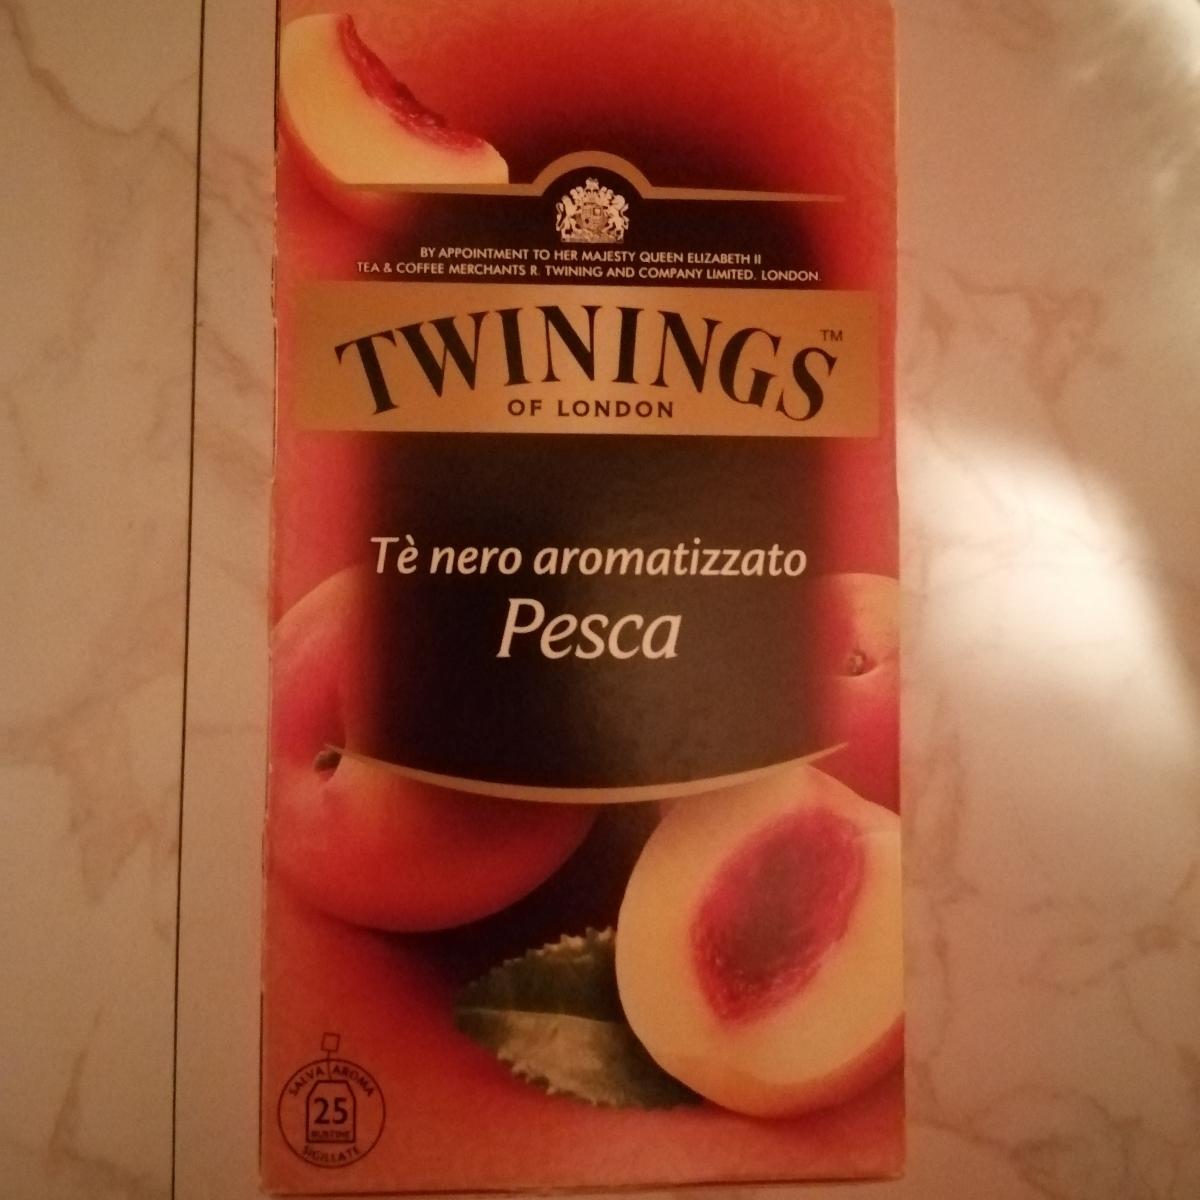 BY APPOINTMENT TO HER MAJESTY QUEEN ELIZABETH II
TEA & COFFEE MERCHANTS R. TWINING AND COMPANY LIMITED. LONDON.
TWININGS™
OF LONDON
Tè nero aromatizzato
Pesca
SALVA AROMA
25
BUSTINE
SIGILLATE